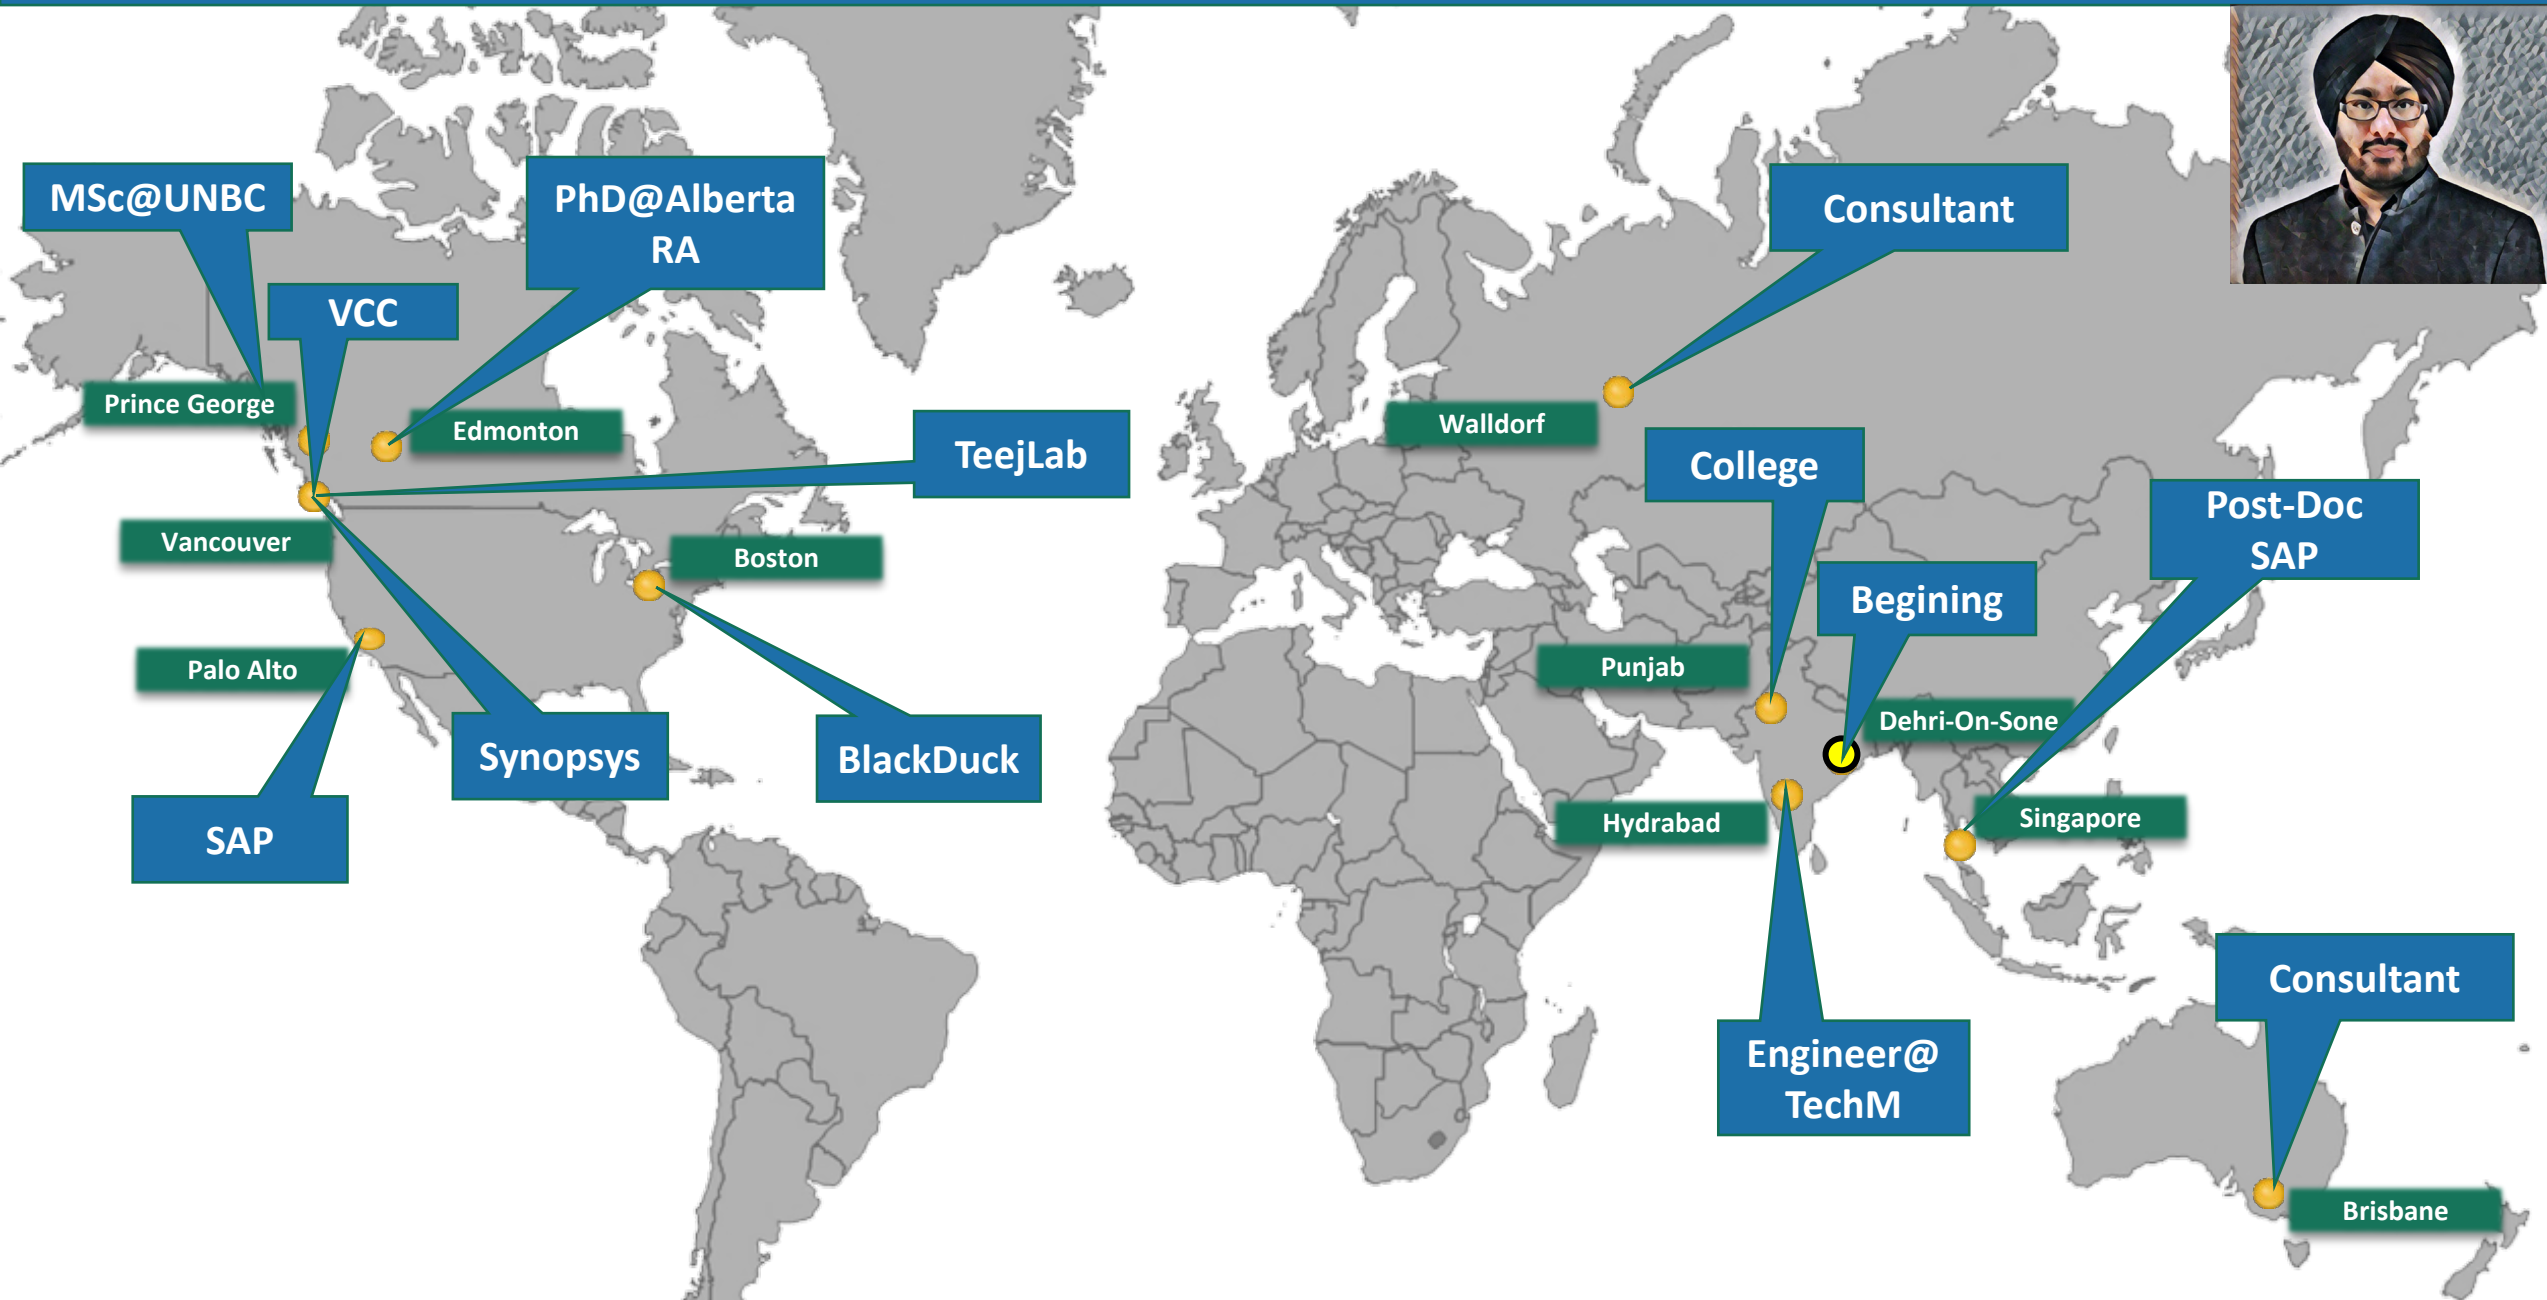 MSc@UNBC
PhD@Alberta
RA
Consultant
VCC
Prince George
Edmonton
Walldorf
TeejLab
College
Post-Doc
SAP
Vancouver
Boston
Begining
Palo Alto
Punjab
Dehri-On-Sone
Synopsys
BlackDuck
SAP
Hydrabad
Singapore
Consultant
Engineer@
TechM
Brisbane